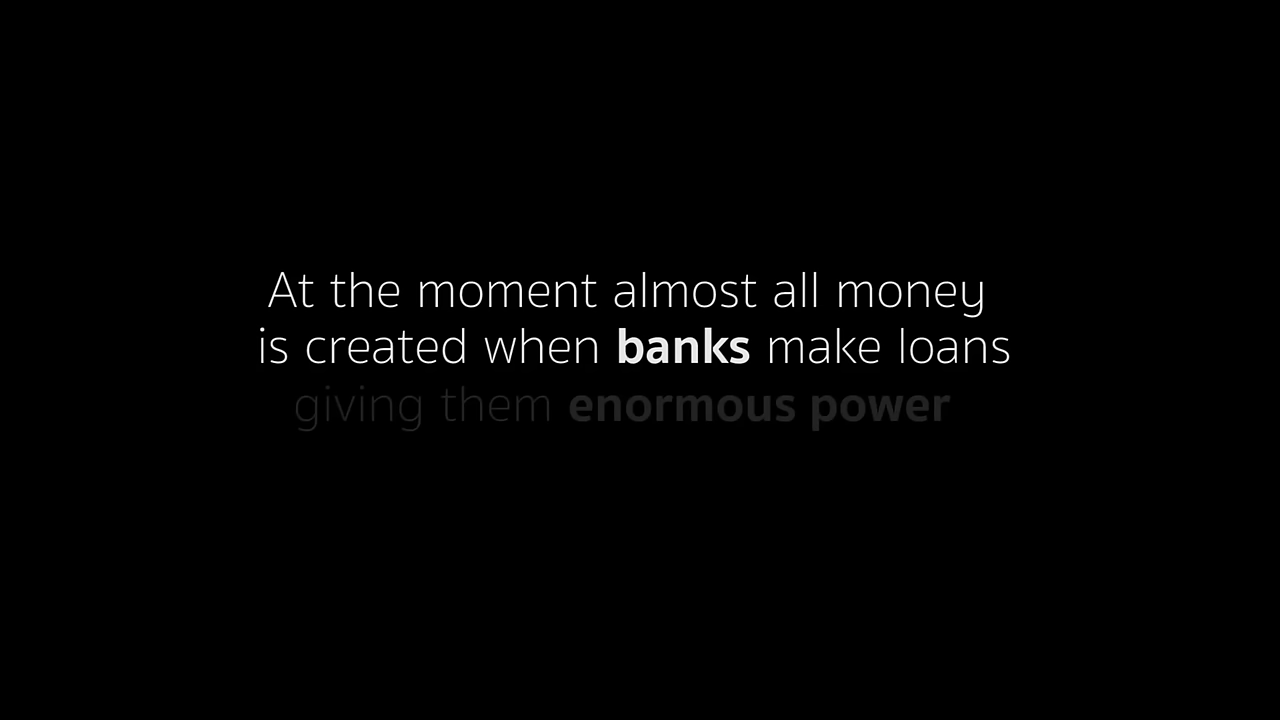 At the moment almost all money
is created when banks make loans
giving them enormous power